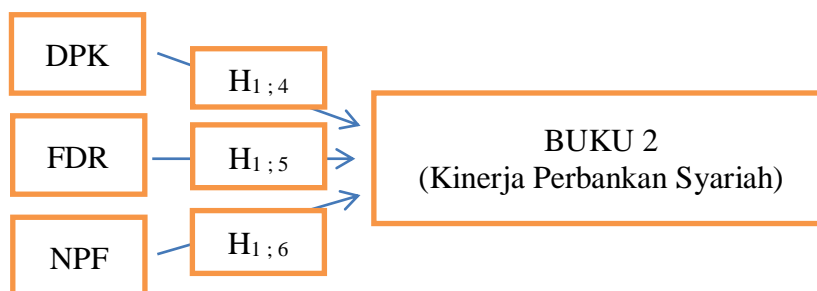 DPK
H1 ; 4
FDR
H1 ; 5
NPF
H1 ; 6
BUKU 2
(Kinerja Perbankan Syariah)